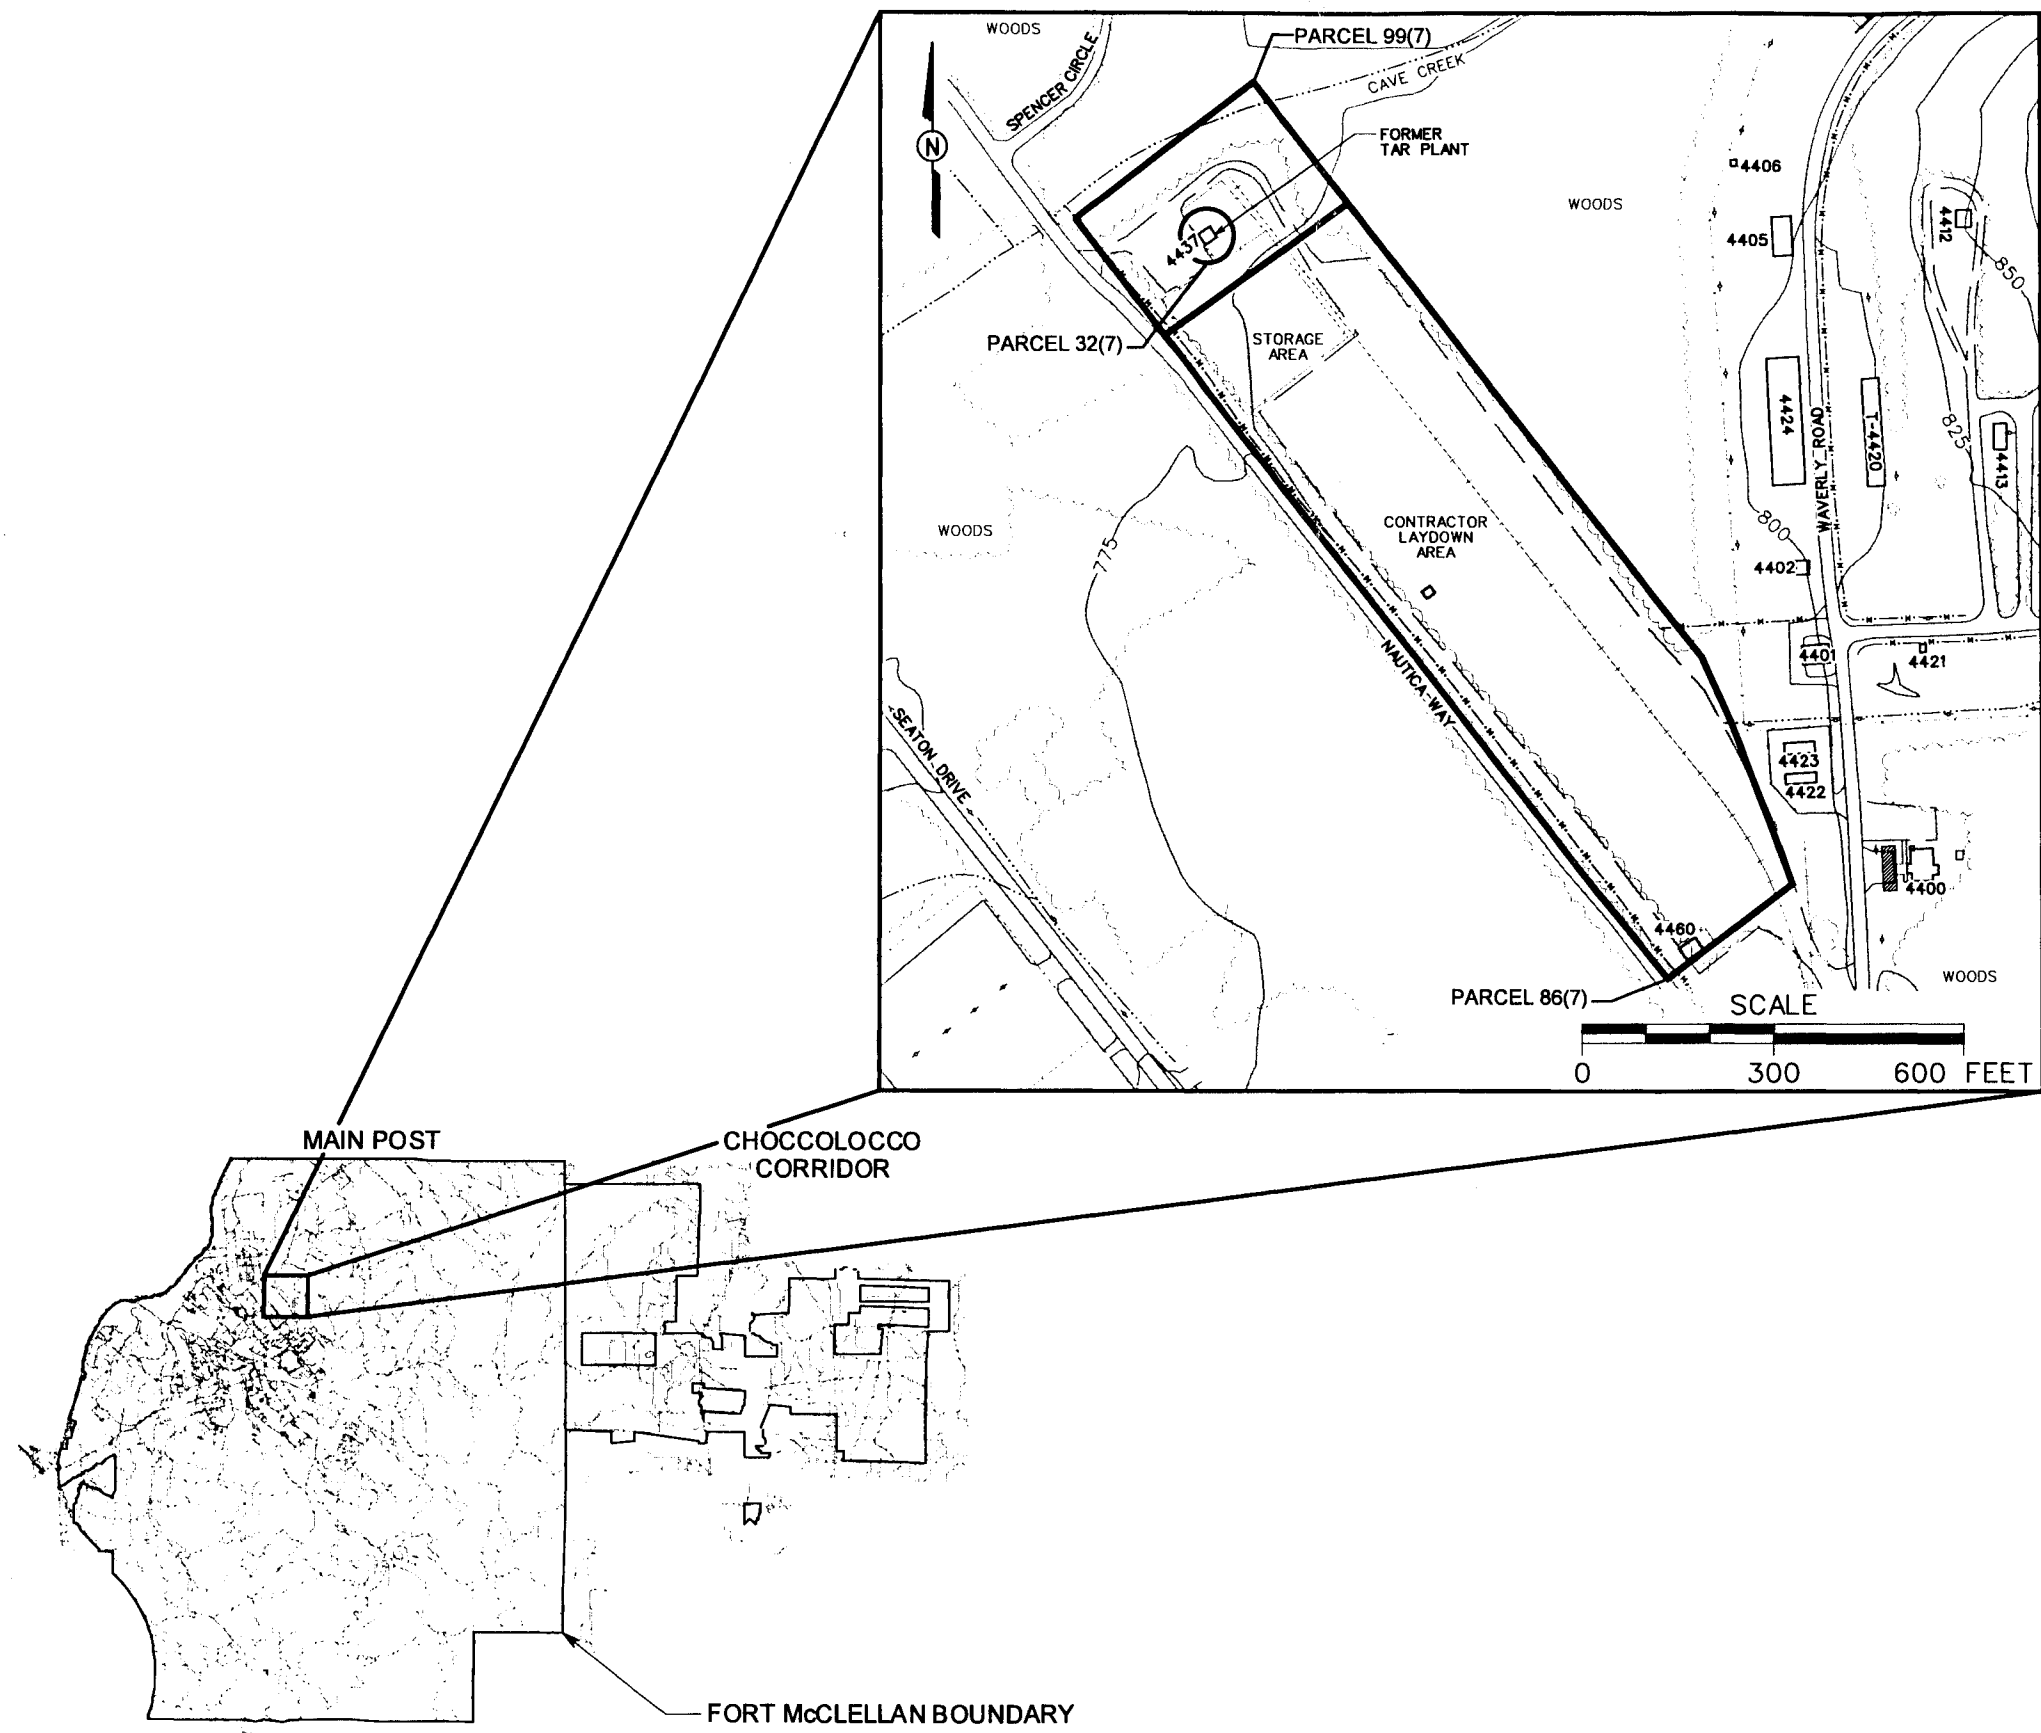 WOODS
SPENCER CIRCLE
PARCEL 99(7)
CAVE CREEK
N
FORMER
TAR PLANT
WOODS
4406
4405
4412
850
4437
PARCEL 32(7)
STORAGE
AREA
4424
T-4420
WAVERLY ROAD
825
4413
WOODS
775
CONTRACTOR
LAYDOWN
AREA
800
4402
NAUTICA WAY
4401
4421
SEATON DRIVE
4423
4422
4400
4460
WOODS
PARCEL 86(7)
SCALE
0 300 600 FEET
MAIN POST
CHOCCOLOCCO
CORRIDOR
FORT McCLELLAN BOUNDARY